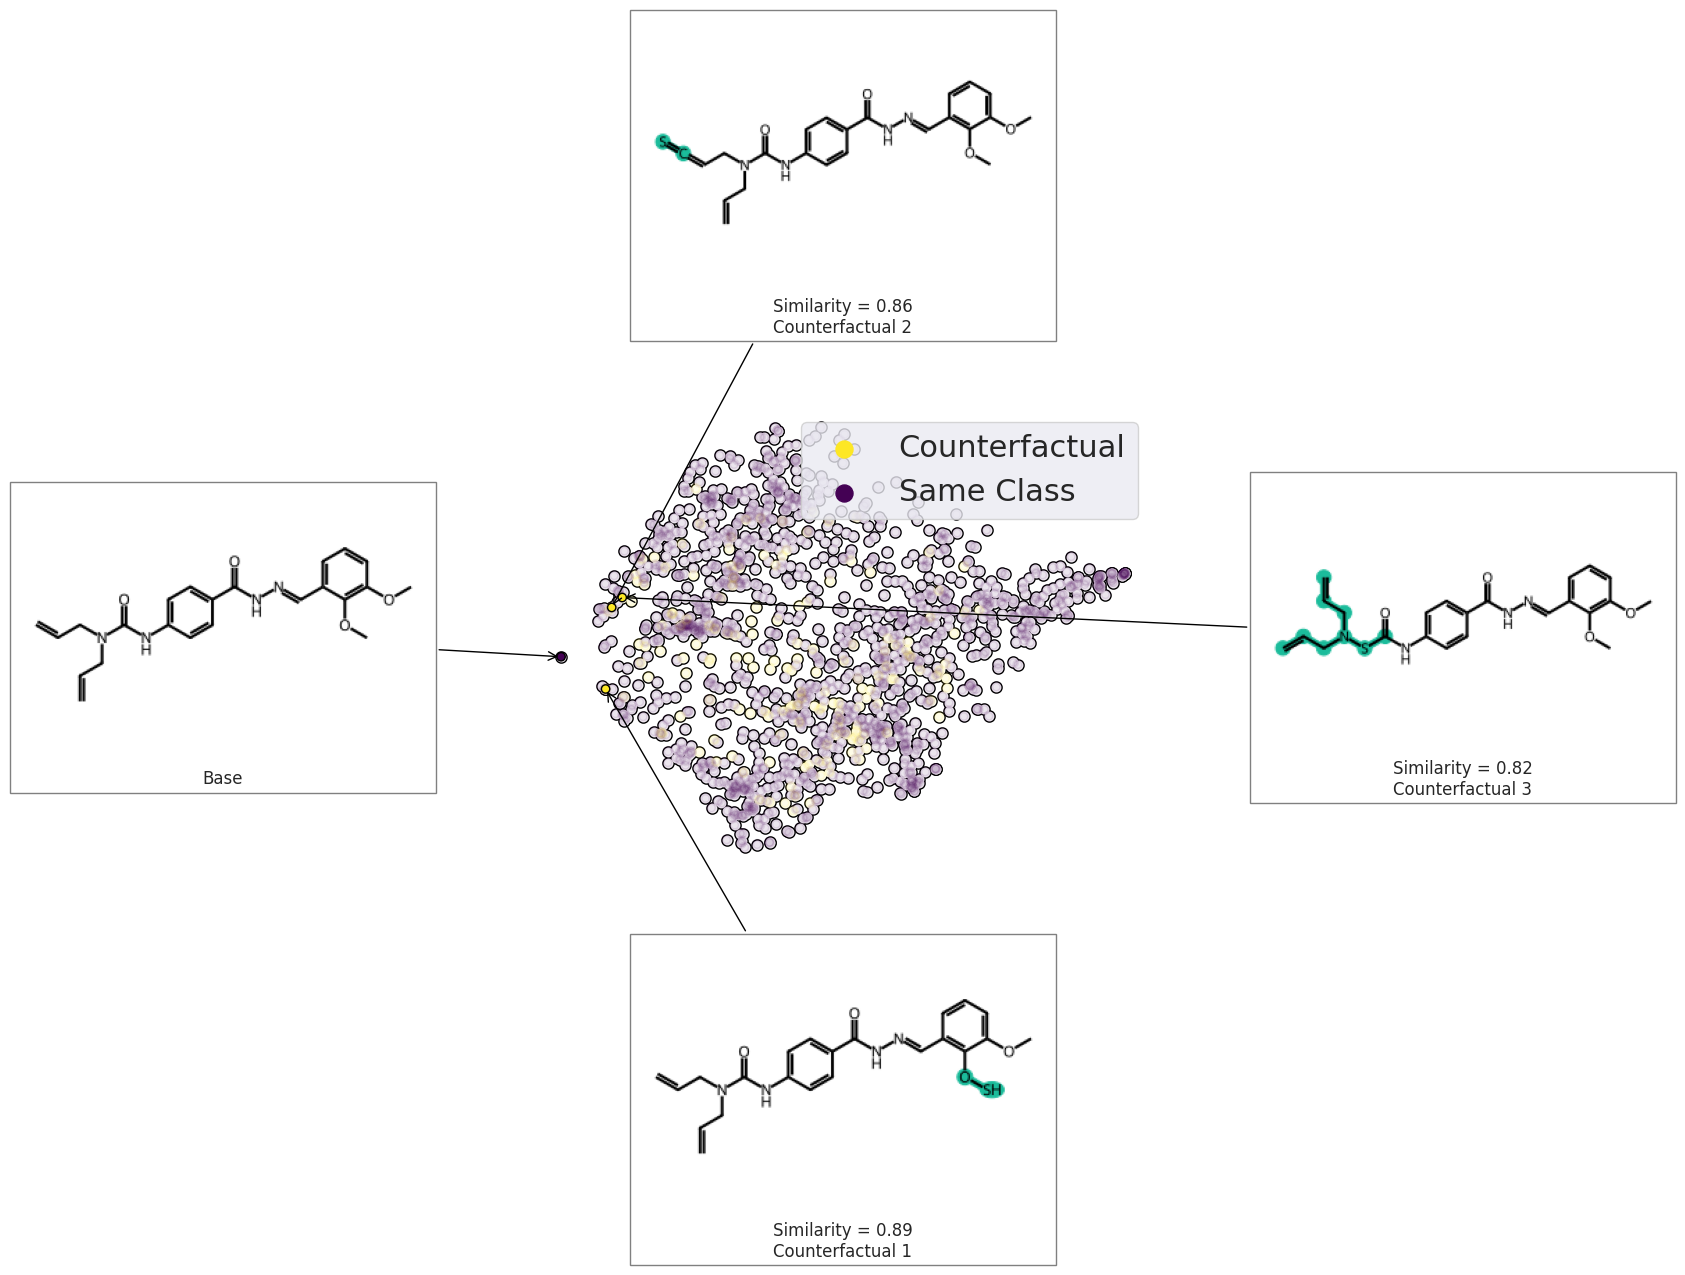 S
C
O
N
N
H
O
N
H
N
O
O
Similarity = 0.86
Counterfactual 2
Counterfactual
Same Class
O
N
N
H
O
N
H
N
O
O
Base
O
N
S
N
H
O
N
H
N
O
O
Similarity = 0.82
Counterfactual 3
O
N
N
H
O
N
H
N
O
O
SH
Similarity = 0.89
Counterfactual 1